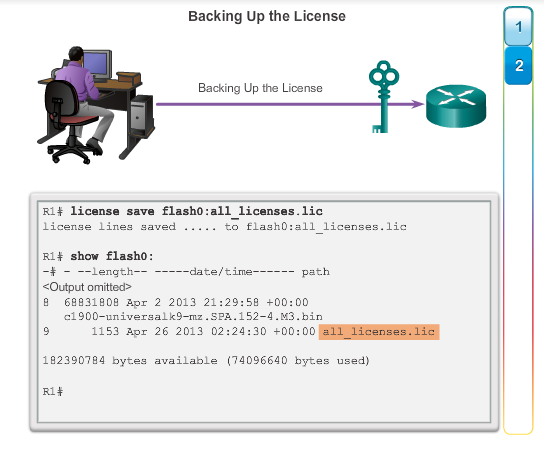 Backing Up the License
1
2
Backing Up the License
R1# license save flash0:all_licenses.lic
license lines saved ..... to flash0:all_licenses.lic
R1# show flash0:
-# - --length-- -----date/time------ path
<Output omitted>
8 68831808 Apr 2 2013 21:29:58 +00:00
c1900-universalk9-mz.SPA.152-4.M3.bin
9 1153 Apr 26 2013 02:24:30 +00:00 all_licenses.lic
182390784 bytes available (74096640 bytes used)
R1#